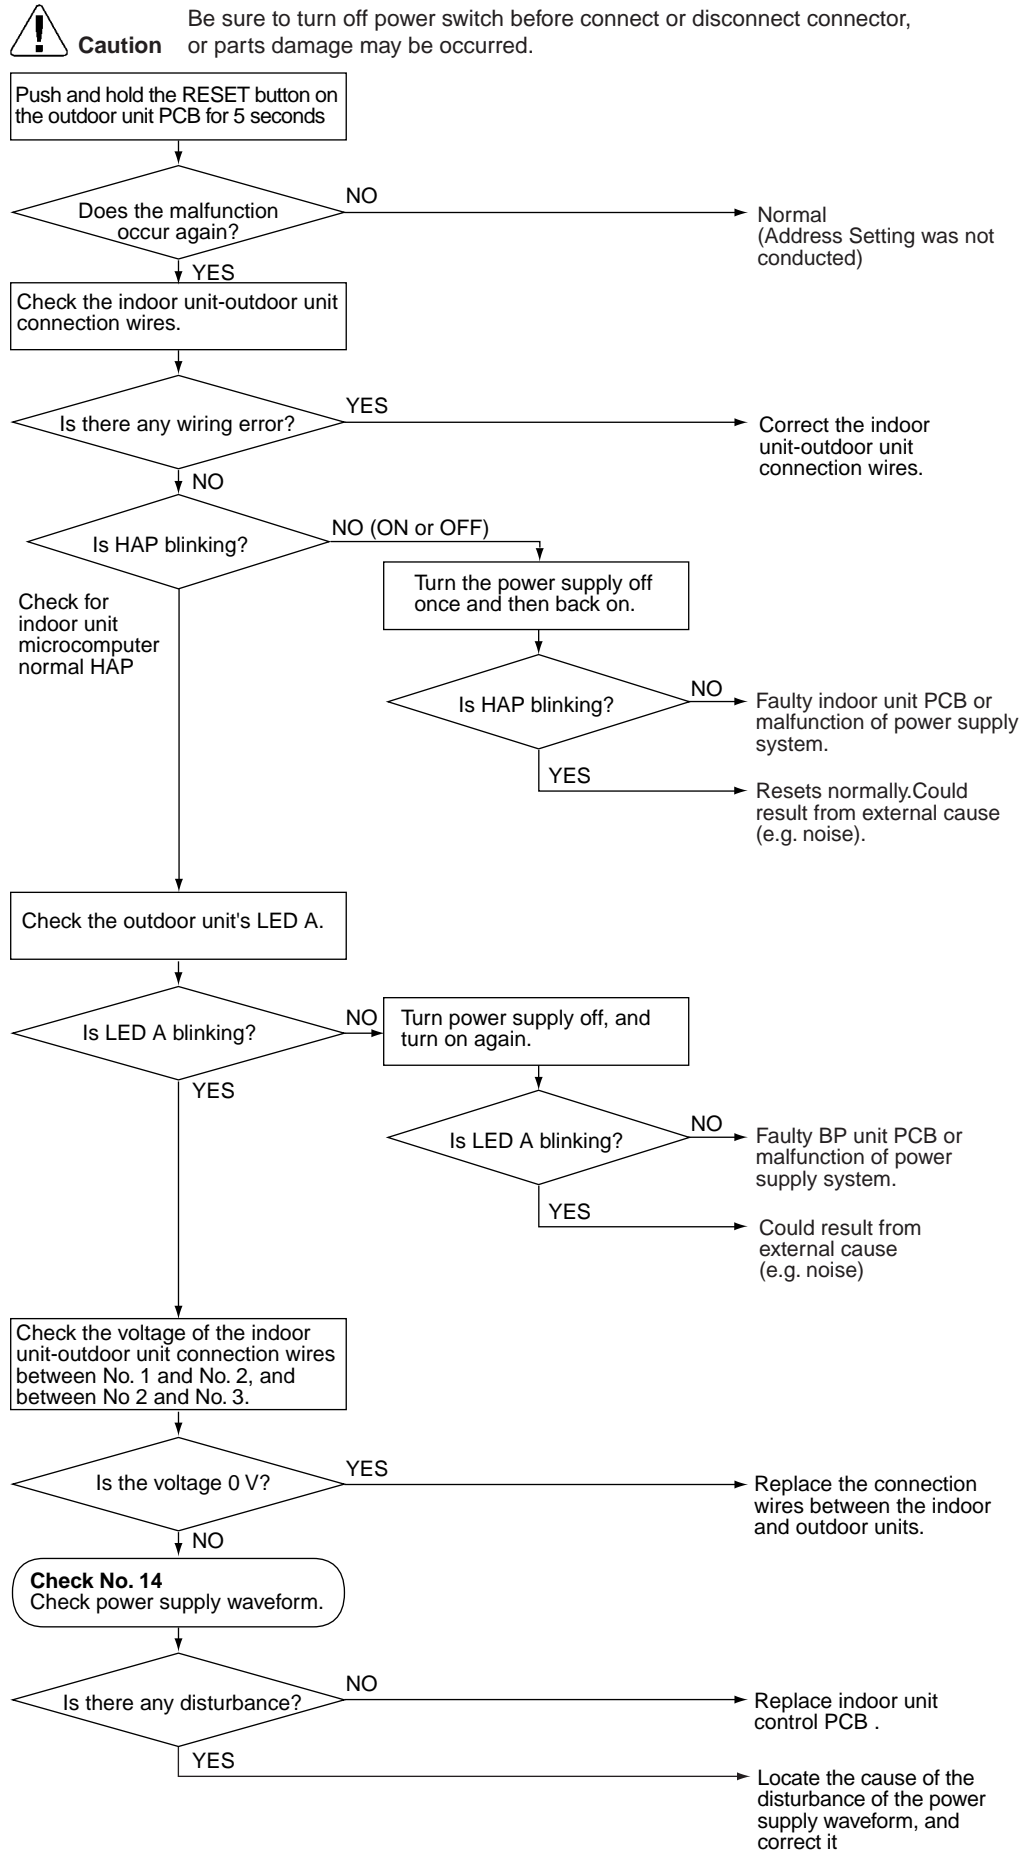 Be sure to turn off power switch before connect or disconnect connector,
Caution or parts damage may be occurred.
Push and hold the RESET button on
the outdoor unit PCB for 5 seconds
Does the malfunction
occur again?
NO
Normal
(Address Setting was not
conducted)
YES
Check the indoor unit-outdoor unit
connection wires.
Is there any wiring error?
YES
Correct the indoor
unit-outdoor unit
connection wires.
NO
Is HAP blinking?
NO (ON or OFF)
Turn the power supply off
once and then back on.
Check for
indoor unit
microcomputer
normal HAP
Is HAP blinking?
NO
Faulty indoor unit PCB or
malfunction of power supply
system.
YES
Resets normally.Could
result from external cause
(e.g. noise).
Check the outdoor unit's LED A.
Is LED A blinking?
NO
Turn power supply off, and
turn on again.
YES
Is LED A blinking?
NO
Faulty BP unit PCB or
malfunction of power
supply system.
YES
Could result from
external cause
(e.g. noise)
Check the voltage of the indoor
unit-outdoor unit connection wires
between No. 1 and No. 2, and
between No 2 and No. 3.
Is the voltage 0 V?
YES
Replace the connection
wires between the indoor
and outdoor units.
NO
Check No. 14
Check power supply waveform.
Is there any disturbance?
NO
Replace indoor unit
control PCB .
YES
Locate the cause of the
disturbance of the power
supply waveform, and
correct it